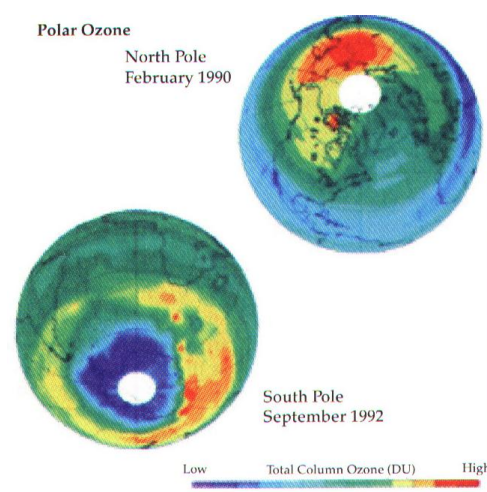 Polar Ozone
North Pole
February 1990
South Pole
September 1992
Low Total Column Ozone (DU) High